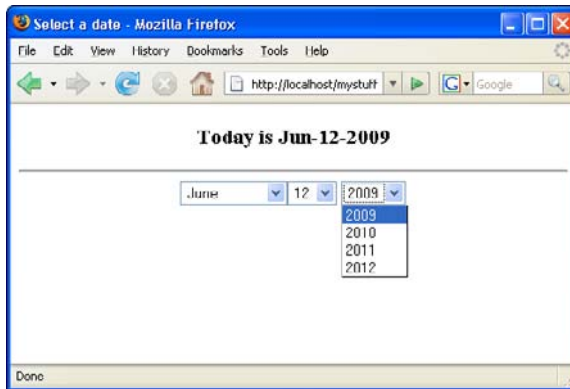 Select a date - Mozilla Firefox
File Edit View History Bookmarks Tools Help
http://localhost/mystuff G Google
Today is Jun-12-2009
June 12 2009
2009
2010
2011
2012
Done